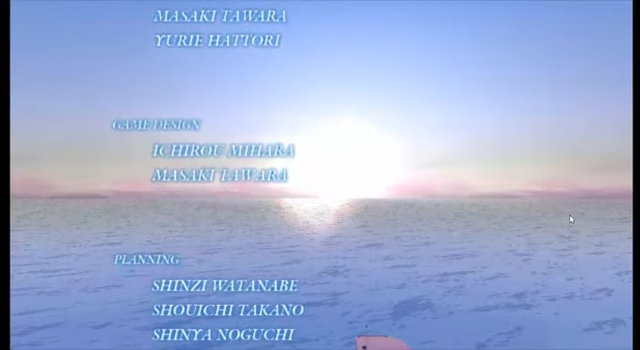 MASAKI TAWARA
YURIE HATTORI
GAME DESIGN
ICHIROU MIHARA
MASAKI TAWARA
PLANNING
SHINZI WATANABE
SHOUICHI TAKANO
SHINYA NOGUCHI